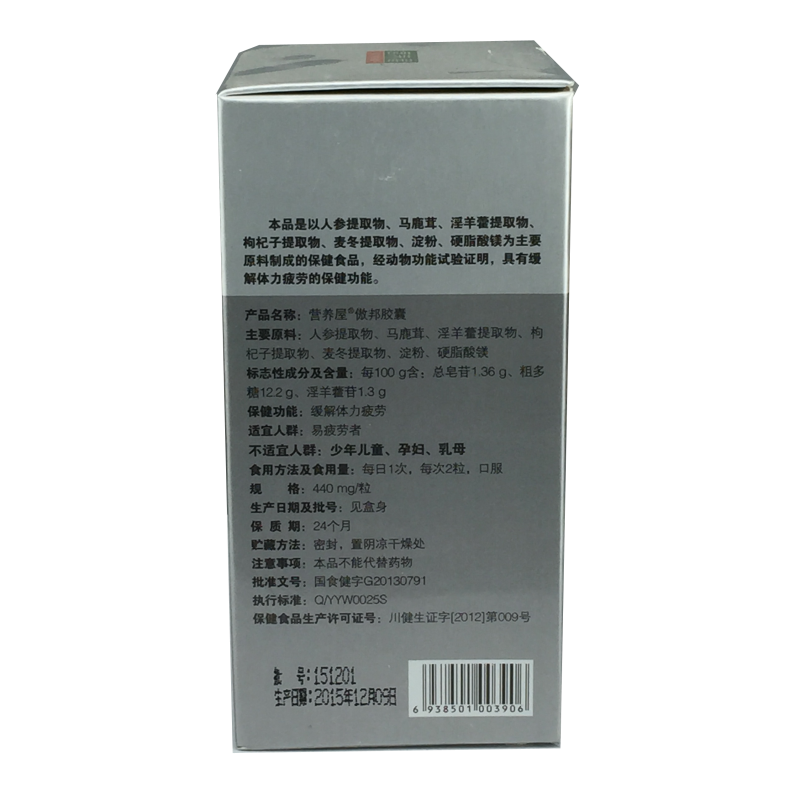 本品是以人参提取物、马鹿茸、淫羊藿提取物、
枸杞子提取物、麦冬提取物、淀粉、硬脂酸镁为主要
原料制成的保健食品，经动物功能试验证明，具有缓
解体力疲劳的保健功能。
产品名称：营养屋®傲邦胶囊
主要原料：人参提取物、马鹿茸、淫羊藿提取物、枸
杞子提取物、麦冬提取物、淀粉、硬脂酸镁
标志性成分及含量：每100 g含：总皂苷1.36 g、粗多
糖12.2 g、淫羊藿苷1.3 g
保健功能：缓解体力疲劳
适宜人群：易疲劳者
不适宜人群：少年儿童、孕妇、乳母
食用方法及食用量：每日1次，每次2粒，口服
规 格：440 mg/粒
生产日期及批号：见盒身
保 质 期：24个月
贮藏方法：密封，置阴凉干燥处
注意事项：本品不能代替药物
批准文号：国食健字G20130791
执行标准：Q/YYW0025S
保健食品生产许可证号：川健生证字[2012]第009号
批 号:151201
生产日期:2015年12月09日
6 938501 003906